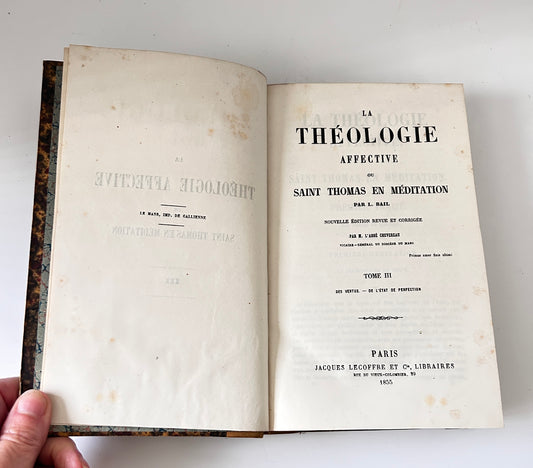 LE MANS, IMP. DE GALLIENNE
LA
THÉOLOGIE
AFFECTIVE
OU
SAINT THOMAS EN MÉDITATION
PAR L. BAIL
NOUVELLE ÉDITION REVUE ET CORRIGÉE
PAR M. L'ABBÉ CHEVEREAU
VICAIRE-GÉNÉRAL DU DIOCÈSE DU MANS.
TOME III
DES VERTUS. — DE L'ÉTAT DE PERFECTION
PARIS
JACQUES LECOFFRE ET Cie, LIBRAIRES
RUE DU VIEUX-COLOMBIER, 29
1855